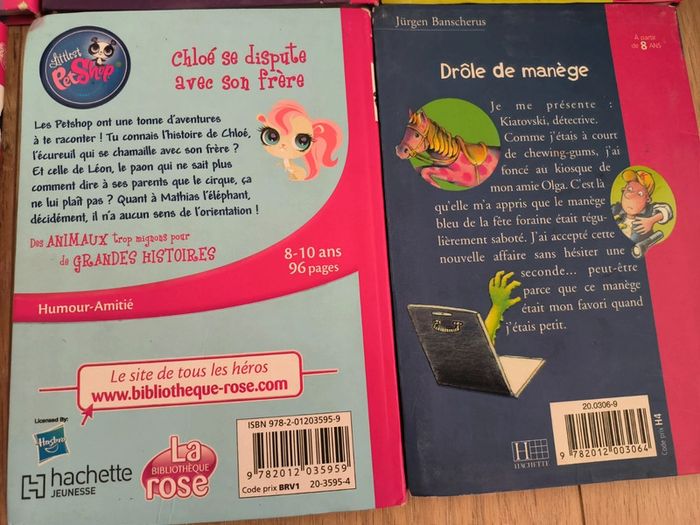 Littlest
PetShop
Chloé se dispute
avec son frère
Les Petshop ont une tonne d'aventures
à te raconter ! Tu connais l'histoire de Chloé,
l'écureuil qui se chamaille avec son frère ?
Et celle de Léon, le paon qui ne sait plus
comment dire à ses parents que le cirque, ça
ne lui plaît pas ? Quant à Mathias l'éléphant,
décidément, il n'a aucun sens de l'orientation !
Des ANIMAUX trop mignons pour
de GRANDES HISTOIRES
8-10 ans
96 pages
Humour-Amitié
Le site de tous les héros
www.bibliotheque-rose.com
Licensed By:
Hasbro
hachette
JEUNESSE
La
BIBLIOTHÈQUE
rose
ISBN 978-2-01203595-9
9 782012 035959
Code prix BRV1 20-3595-4
Jürgen Banscherus
À partir
de 8 ANS
Drôle de manège
Je me présente :
Kiatovski, détective.
Comme j'étais à court
de chewing-gums, j'ai
foncé au kiosque de
mon amie Olga. C'est là
qu'elle m'a appris que le manège
bleu de la fête foraine était régu-
lièrement saboté. J'ai accepté cette
nouvelle affaire sans hésiter une
seconde... peut-être
parce que ce manège
était mon favori quand
j'étais petit.
H
HACHETTE
20.0306-9
9 782012 003064
Code prix H4